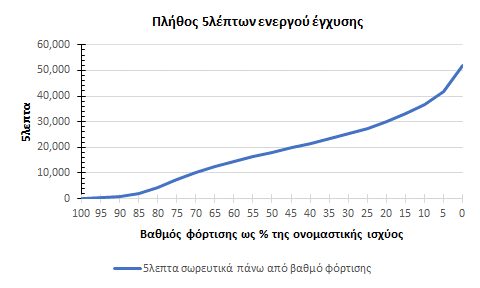 Πλήθος 5λέπτων ενεργού έγχυσης
60,000
50,000
40,000
30,000
20,000
10,000
0
5λεπτα
100 95 90 85 80 75 70 65 60 55 50 45 40 35 30 25 20 15 10 5 0
Βαθμός φόρτισης ως % της ονομαστικής ισχύος
5λεπτα σωρευτικά πάνω από βαθμό φόρτισης